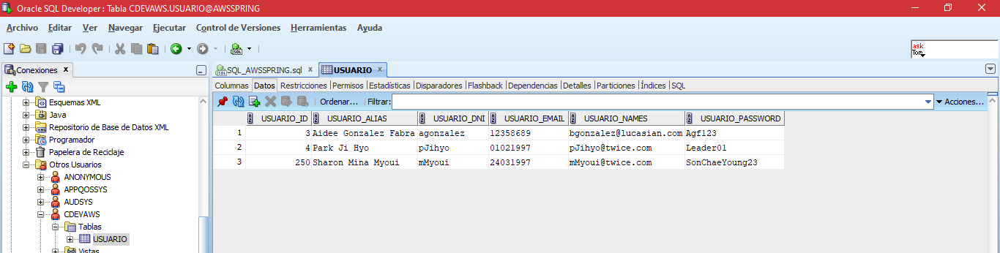 Oracle SQL Developer : Tabla CDEVAWS.USUARIO@AWSSPRING
Archivo Editar Ver Navegar Ejecutar Control de Versiones Herramientas Ayuda
SQL
ask
Tom
Conexiones x
SQL_AWSSPRING.sql x USUARIO x
Columnas Datos Restricciones Permisos Estadísticas Disparadores Flashback Dependencias Detalles Particiones Índices SQL
Ordenar... Filtrar: Acciones...
USUARIO_ID USUARIO_ALIAS USUARIO_DNI USUARIO_EMAIL USUARIO_NAMES USUARIO_PASSWORD
1 3 Aidee Gonzalez Fabra agonzalez 12358689 bgonzalez@lucasian.com Agf123
2 4 Park Ji Hyo pJihyo 01021997 pJihyo@twice.com Leader01
3 250 Sharon Mina Myoui mMyoui 24031997 mMyoui@twice.com SonChaeYoung23
Esquemas XML
Java
Repositorio de Base de Datos XML
Programador
Papelera de Reciclaje
Otros Usuarios
ANONYMOUS
APPQOSSYS
AUDSYS
CDEVAWS
Tablas
USUARIO
Vistas